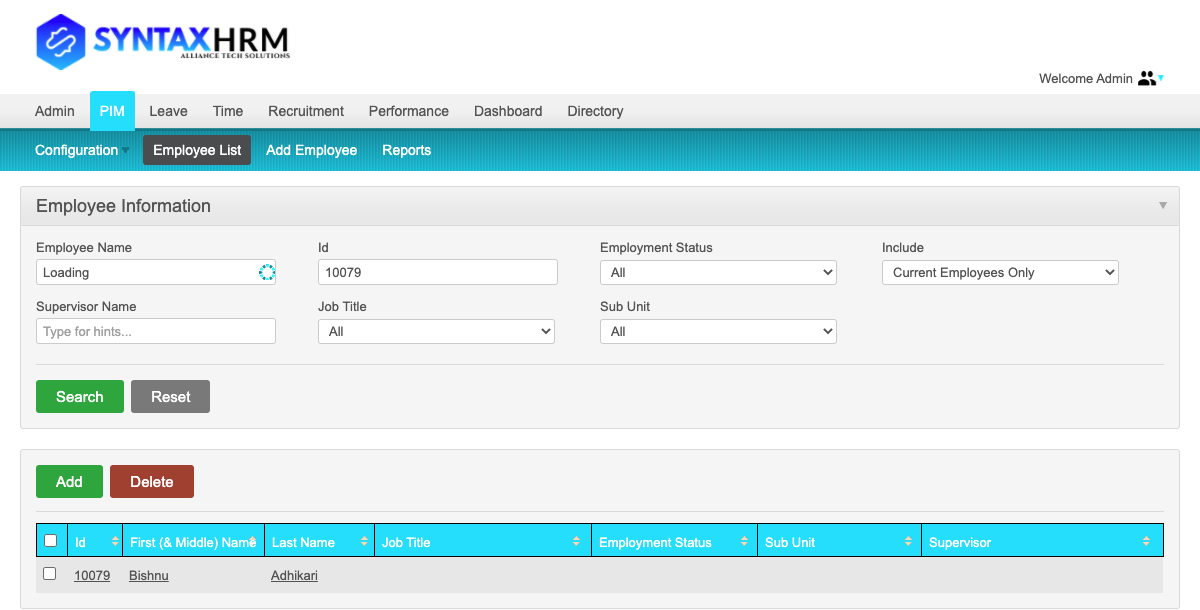 SYNTAXHRM
ALLIANCE TECH SOLUTIONS
Welcome Admin
Admin PIM Leave Time Recruitment Performance Dashboard Directory
Configuration Employee List Add Employee Reports
Employee Information
Employee Name Id Employment Status Include
Loading 10079 All Current Employees Only
Supervisor Name Job Title Sub Unit
Type for hints... All All
Search Reset
Add Delete
Id First (& Middle) Name Last Name Job Title Employment Status Sub Unit Supervisor
10079 Bishnu Adhikari